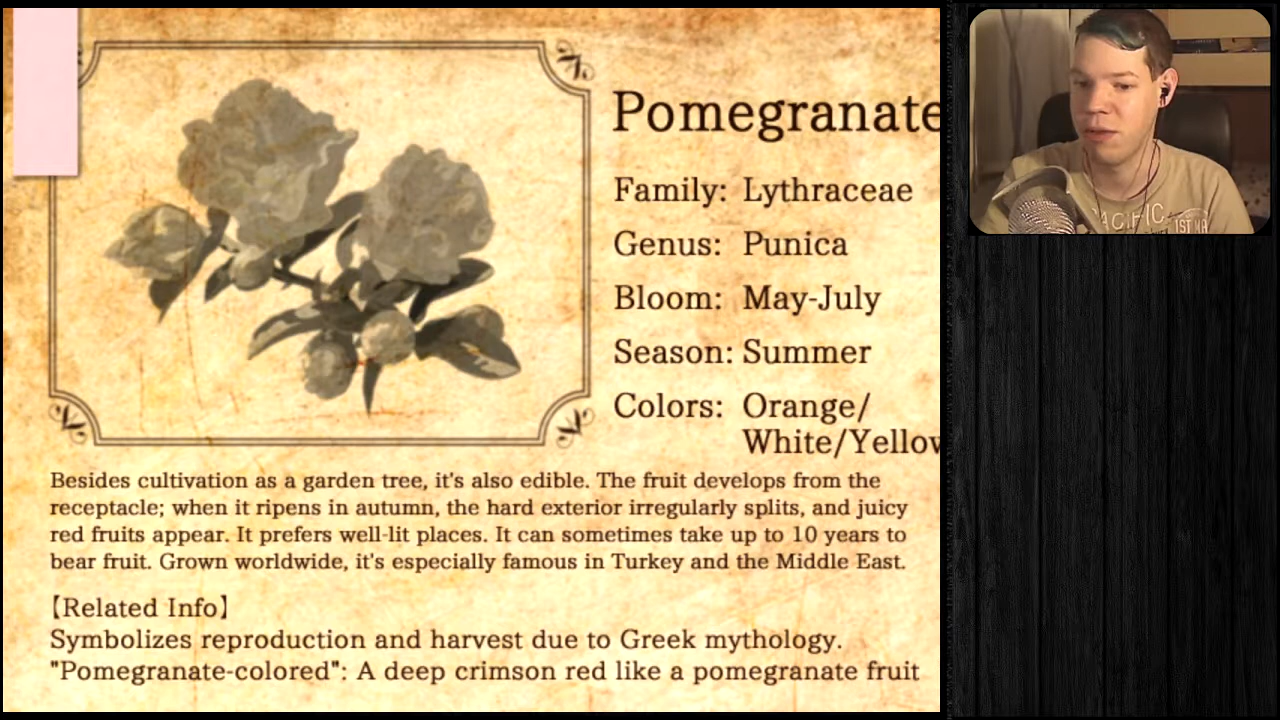 Pomegranate
Family: Lythraceae
Genus: Punica
Bloom: May-July
Season: Summer
Colors: Orange/
White/Yellow
Besides cultivation as a garden tree, it's also edible. The fruit develops from the
receptacle; when it ripens in autumn, the hard exterior irregularly splits, and juicy
red fruits appear. It prefers well-lit places. It can sometimes take up to 10 years to
bear fruit. Grown worldwide, it's especially famous in Turkey and the Middle East.
【Related Info】
Symbolizes reproduction and harvest due to Greek mythology.
"Pomegranate-colored": A deep crimson red like a pomegranate fruit
PACIFIC
1ST